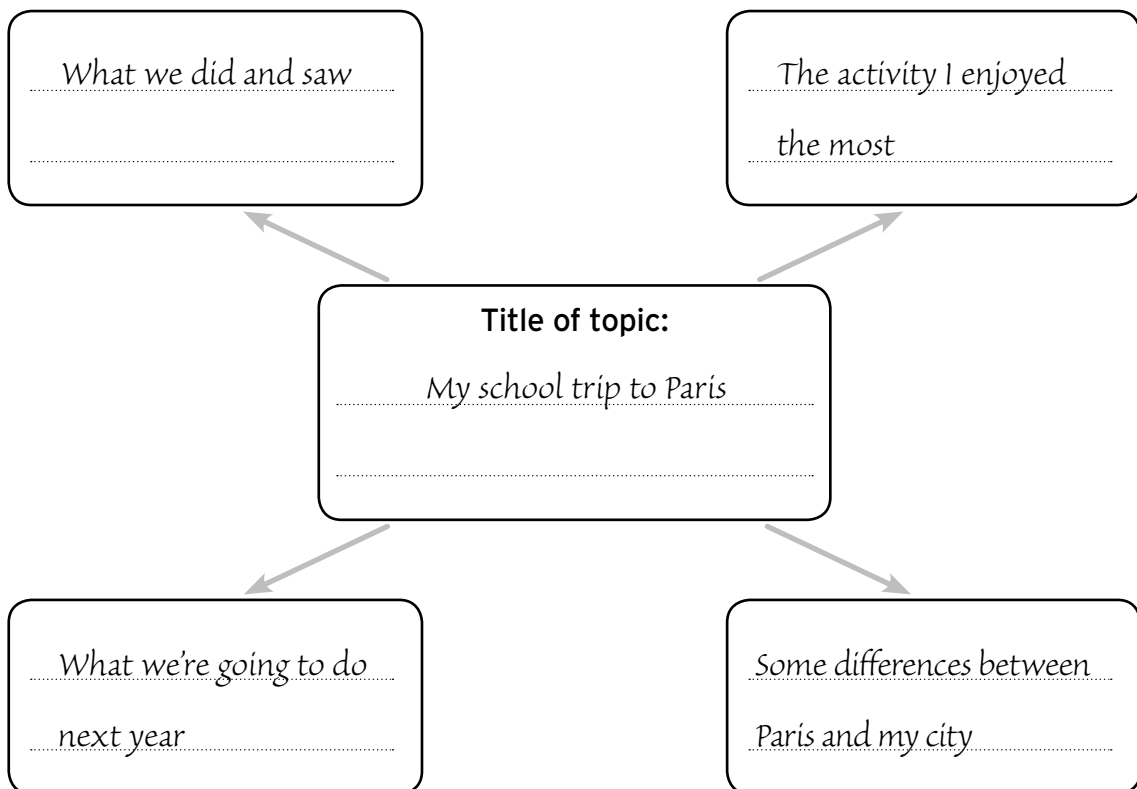 What we did and saw
The activity I enjoyed
the most
Title of topic:
My school trip to Paris
What we're going to do
next year
Some differences between
Paris and my city